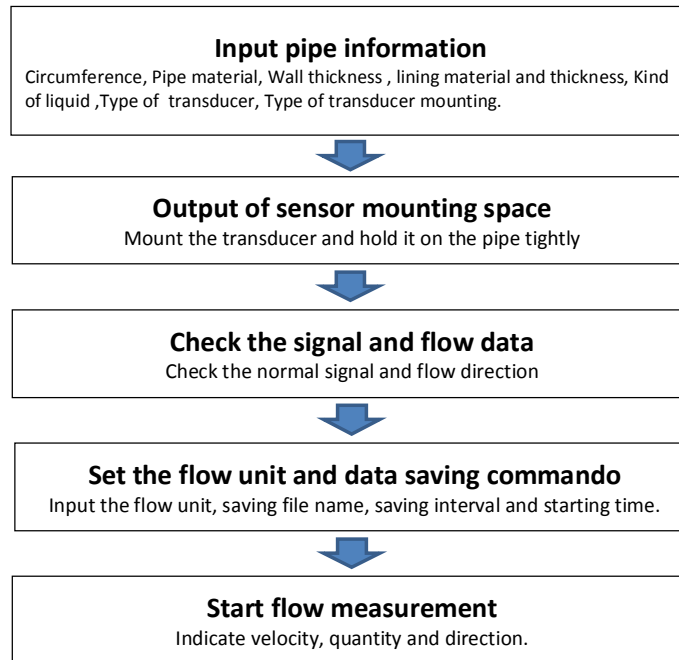 Input pipe information
Circumference, Pipe material, Wall thickness , lining material and thickness, Kind
of liquid ,Type of  transducer, Type of transducer mounting.
Output of sensor mounting space
Mount the transducer and hold it on the pipe tightly
Check the signal and flow data
Check the normal signal and flow direction
Set the flow unit and data saving commando
Input the flow unit, saving file name, saving interval and starting time.
Start flow measurement
Indicate velocity, quantity and direction.